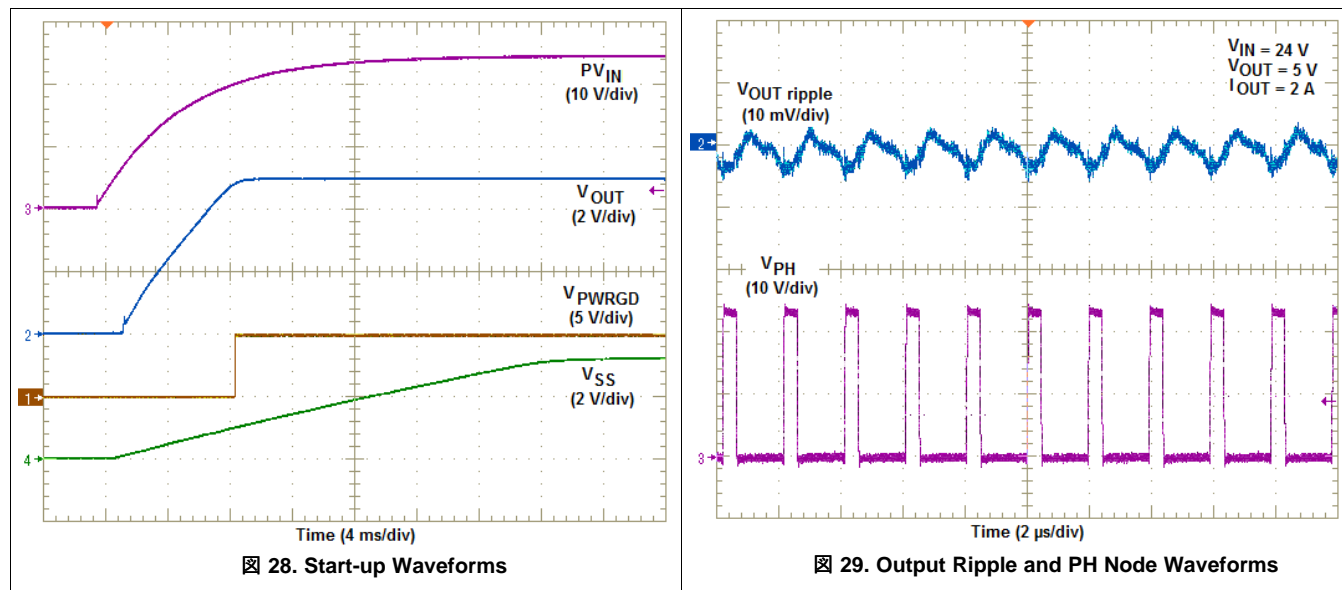 PVIN
(10 V/div)
3
VOUT
(2 V/div)
2
VPWRGD
(5 V/div)
1
VSS
(2 V/div)
4
Time (4 ms/div)
図 28. Start-up Waveforms
VIN = 24 V
VOUT = 5 V
IOUT = 2 A
VOUT ripple
(10 mV/div)
2
VPH
(10 V/div)
3
Time (2 µs/div)
図 29. Output Ripple and PH Node Waveforms